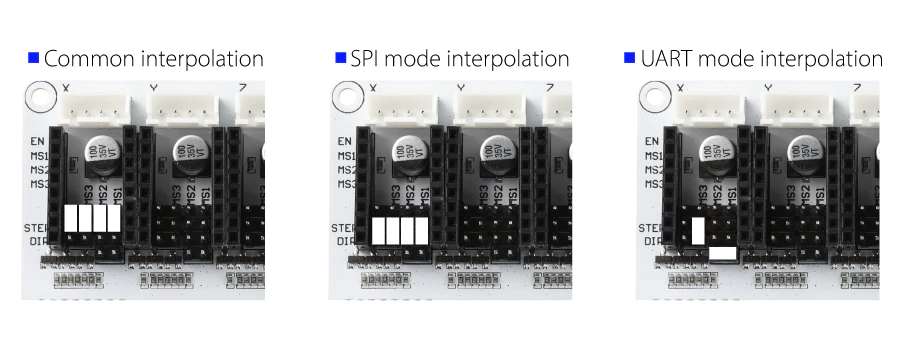 Common interpolation
SPI mode interpolation
UART mode interpolation
X
Y
Z
EN
MS1
MS2
MS3
100
35V
VT
100
35V
VT
MS3
MS2
MS1
MS3
MS2
MS1
STEP
DIR
X
Y
Z
EN
MS1
MS2
MS3
100
35V
VT
100
35V
VT
MS3
MS2
MS1
MS3
MS2
MS1
STEP
DIR
X
Y
Z
EN
MS1
MS2
MS3
100
35V
VT
100
35V
VT
MS3
MS2
MS1
MS3
MS2
MS1
STEP
DIR